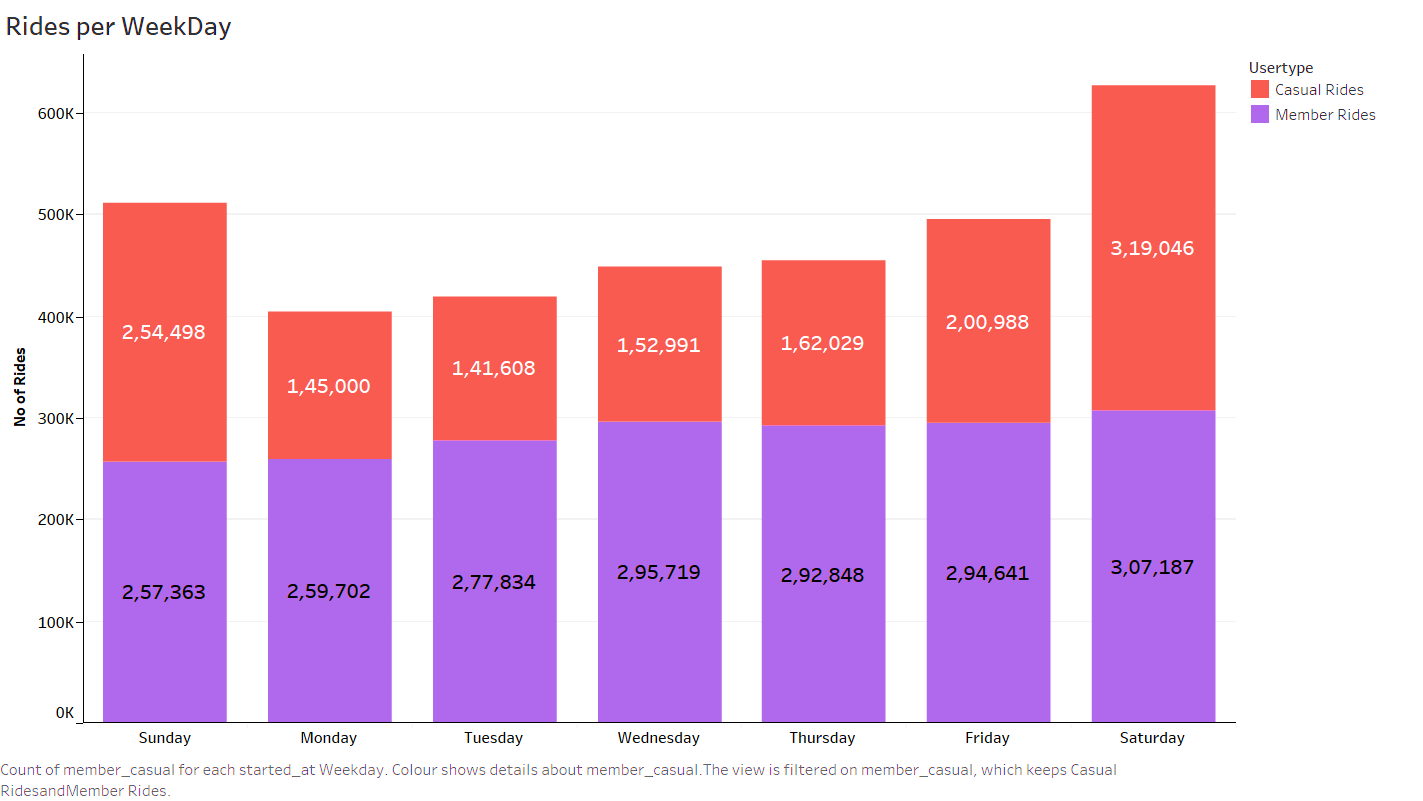 Rides per WeekDay
Usertype
Casual Rides
Member Rides
600K
500K
400K
300K
200K
100K
0K
No of Rides
2,54,498
1,45,000
1,41,608
1,52,991
1,62,029
2,00,988
3,19,046
2,57,363
2,59,702
2,77,834
2,95,719
2,92,848
2,94,641
3,07,187
Sunday
Monday
Tuesday
Wednesday
Thursday
Friday
Saturday
Count of member_casual for each started_at Weekday. Colour shows details about member_casual.The view is filtered on member_casual, which keeps Casual
RidesandMember Rides.